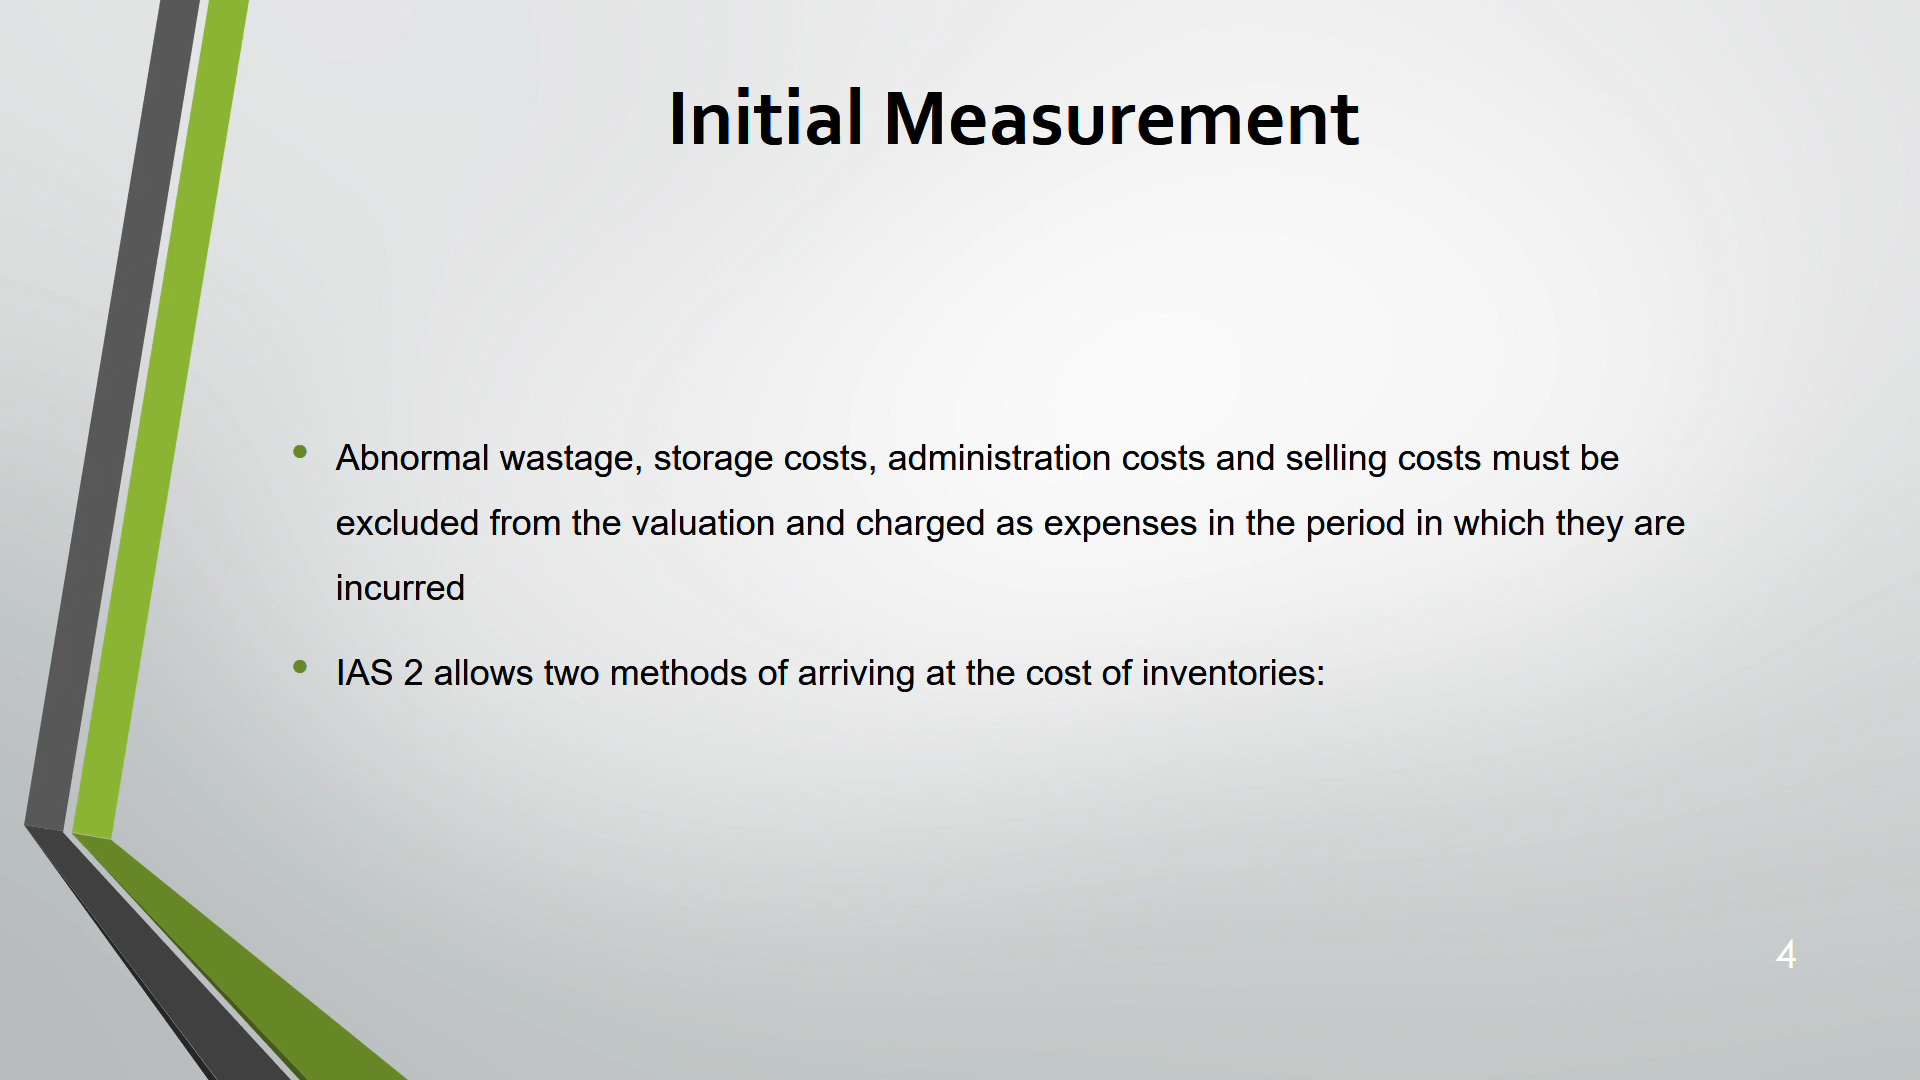 Initial Measurement
• Abnormal wastage, storage costs, administration costs and selling costs must be
excluded from the valuation and charged as expenses in the period in which they are
incurred
• IAS 2 allows two methods of arriving at the cost of inventories:
4